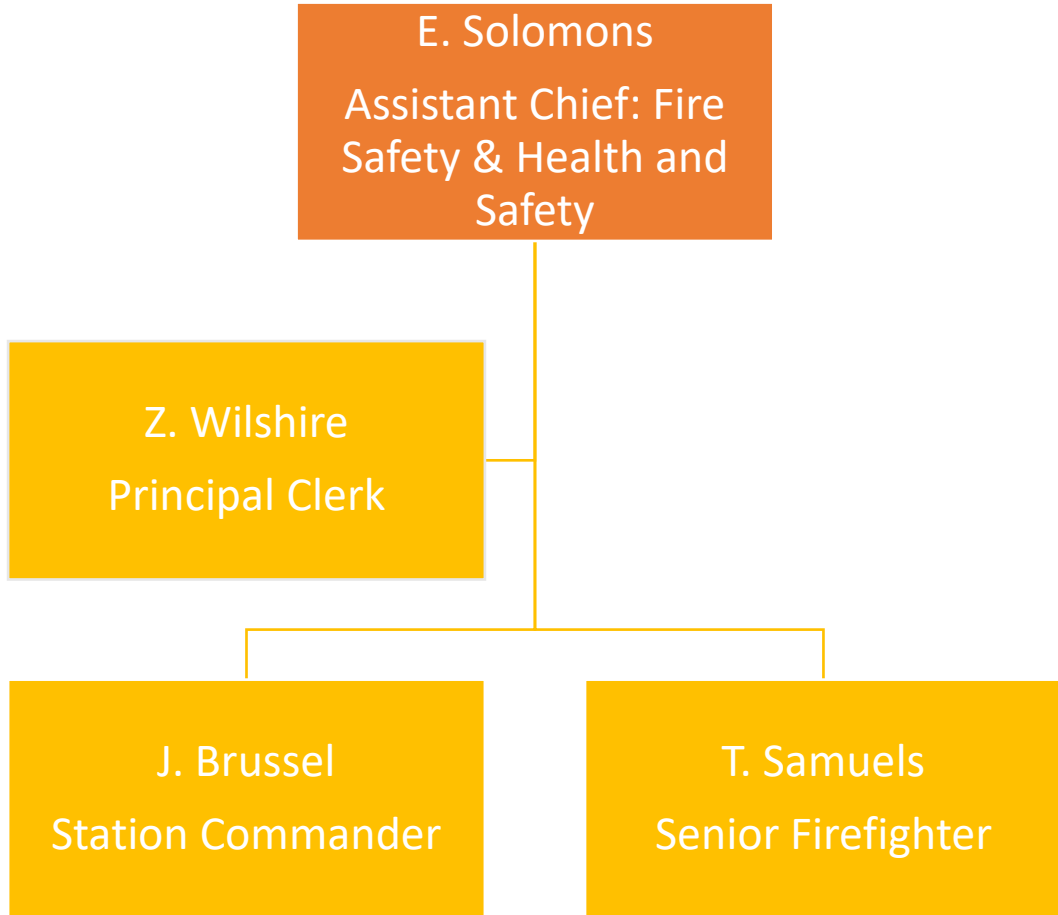 E. Solomons
Assistant Chief: Fire
Safety & Health and
Safety
Z. Wilshire
Principal Clerk
J. Brussel
Station Commander
T. Samuels
Senior Firefighter